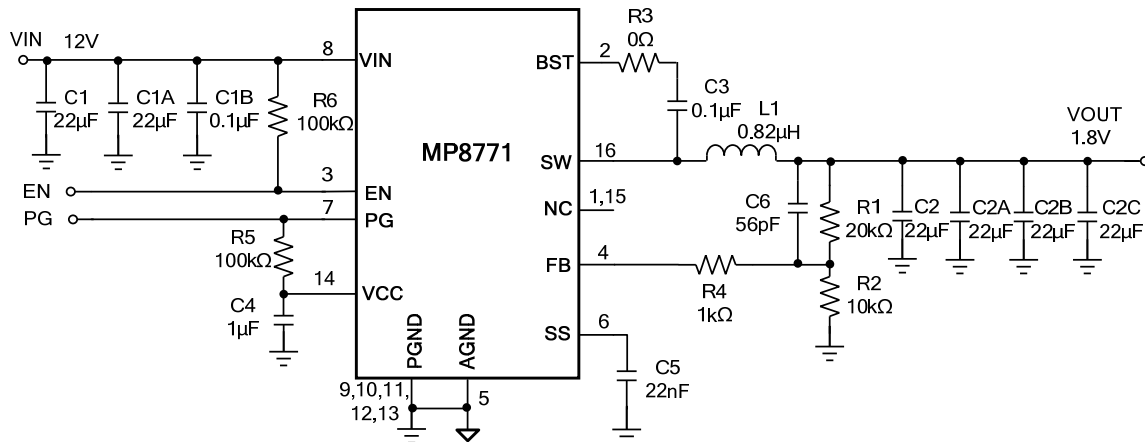 VIN 12V
8
VIN
C1
22µF
C1A
22µF
C1B
0.1µF
R6
100kΩ
EN
3
EN
PG
7
PG
R5
100kΩ
14
VCC
C4
1µF
MP8771
PGND
AGND
9,10,11,
12,13
5
BST
2
R3
0Ω
C3
0.1µF
L1
0.82µH
SW
16
VOUT
1.8V
NC
1,15
C6
56pF
R1
20kΩ
C2
22µF
C2A
22µF
C2B
22µF
C2C
22µF
FB
4
R4
1kΩ
R2
10kΩ
SS
6
C5
22nF